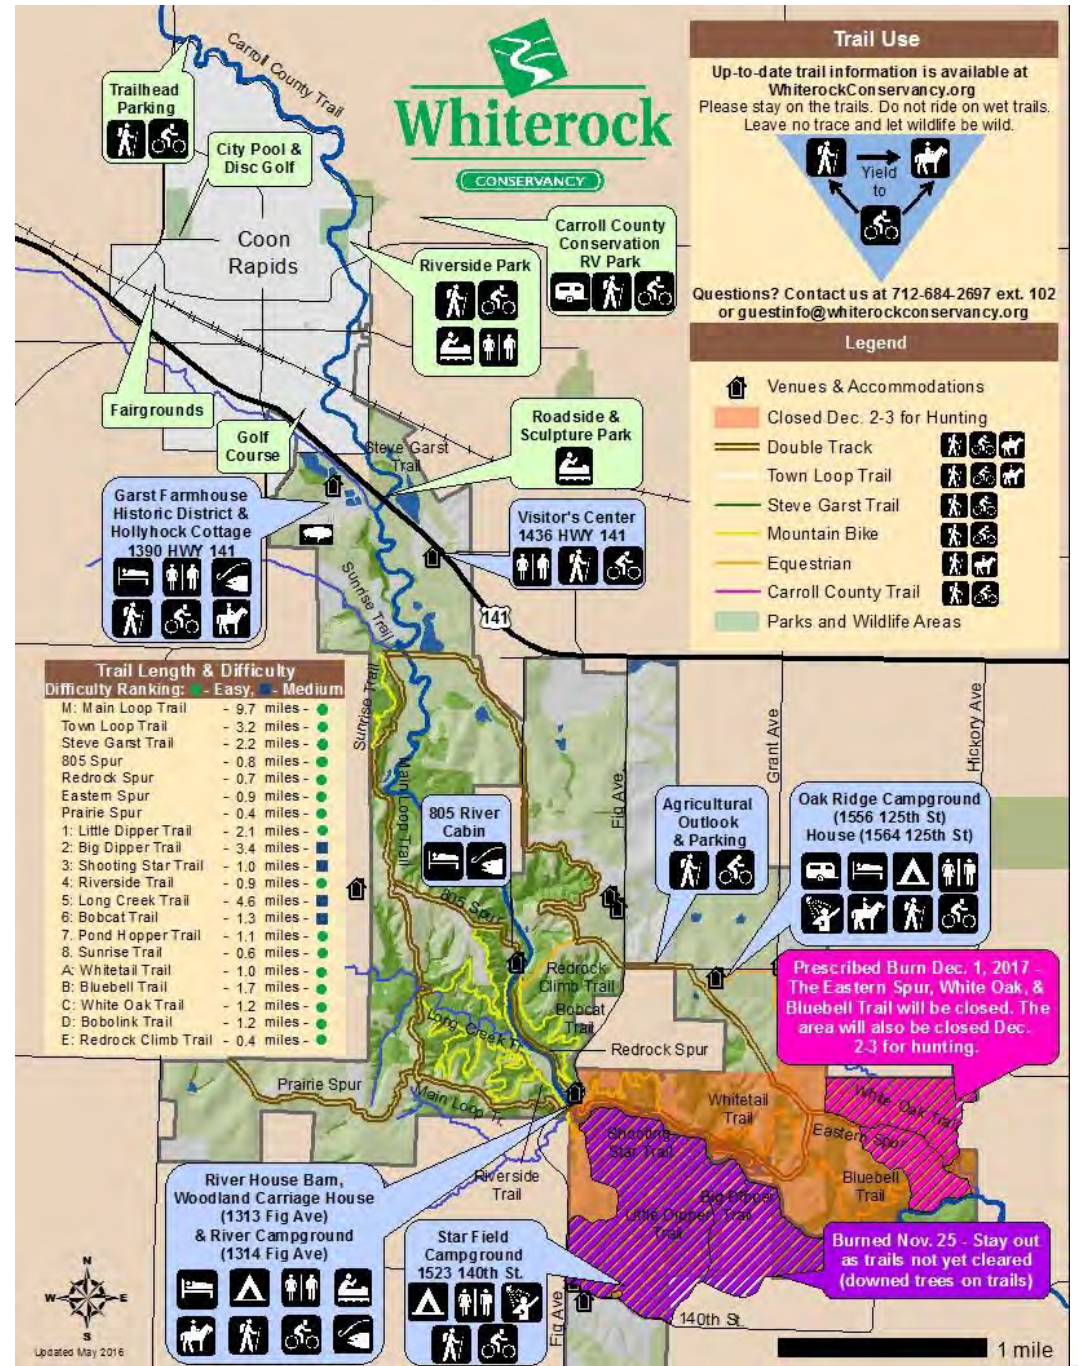 Carroll County Trail
Trailhead
Parking
City Pool &
Disc Golf
Coon
Rapids
Whiterock
CONSERVANCY
Carroll County
Conservation
RV Park
Riverside Park
Fairgrounds
Golf
Course
Roadside &
Sculpture Park
Steve Garst
Trail
Trail Use
Up-to-date trail information is available at
WhiterockConservancy.org
Please stay on the trails. Do not ride on wet trails.
Leave no trace and let wildlife be wild.
Yield
to
Questions? Contact us at 712-684-2697 ext. 102
or guestinfo@whiterockconservancy.org
Legend
Venues & Accommodations
Closed Dec. 2-3 for Hunting
Double Track
Town Loop Trail
Steve Garst Trail
Mountain Bike
Equestrian
Carroll County Trail
Parks and Wildlife Areas
Garst Farmhouse
Historic District &
Hollyhock Cottage
1390 HWY 141
Visitor's Center
1436 HWY 141
141
Sunrise Trail
Sunrise Trail
Main Loop Trail
Trail Length & Difficulty
Difficulty Ranking: - Easy, - Medium
M: Main Loop Trail - 9.7 miles -
Town Loop Trail - 3.2 miles -
Steve Garst Trail - 2.2 miles -
805 Spur - 0.8 miles -
Redrock Spur - 0.7 miles -
Eastern Spur - 0.9 miles -
Prairie Spur - 0.4 miles -
1: Little Dipper Trail - 2.1 miles -
2: Big Dipper Trail - 3.4 miles -
3: Shooting Star Trail - 1.0 miles -
4: Riverside Trail - 0.9 miles -
5: Long Creek Trail - 4.6 miles -
6: Bobcat Trail - 1.3 miles -
7. Pond Hopper Trail - 1.1 miles -
8. Sunrise Trail - 0.6 miles -
A: Whitetail Trail - 1.0 miles -
B: Bluebell Trail - 1.7 miles -
C: White Oak Trail - 1.2 miles -
D: Bobolink Trail - 1.2 miles -
E: Redrock Climb Trail - 0.4 miles -
Fig Ave
Grant Ave
Hickory Ave
805 River
Cabin
Agricultural
Outlook
& Parking
Oak Ridge Campground
(1556 125th St)
House (1564 125th St)
805 Spur
Redrock
Climb Trail
Bobcat
Trail
Long Creek T.
Redrock Spur
Prescribed Burn Dec. 1, 2017 -
The Eastern Spur, White Oak, &
Bluebell Trail will be closed. The
area will also be closed Dec.
2-3 for hunting.
Prairie Spur
Main Loop Tr.
Whitetail
Trail
White Oak Trail
Eastern Spur
Shooting
Star Trail
Bluebell
Trail
Riverside
Trail
Big Dipper
Trail
Little Dipper
Trail
River House Barn,
Woodland Carriage House
(1313 Fig Ave)
& River Campground
(1314 Fig Ave)
Star Field
Campground
1523 140th St.
Burned Nov. 25 - Stay out
as trails not yet cleared
(downed trees on trails)
Fig Ave
140th St.
N
W E
S
Updated May 2016
1 mile